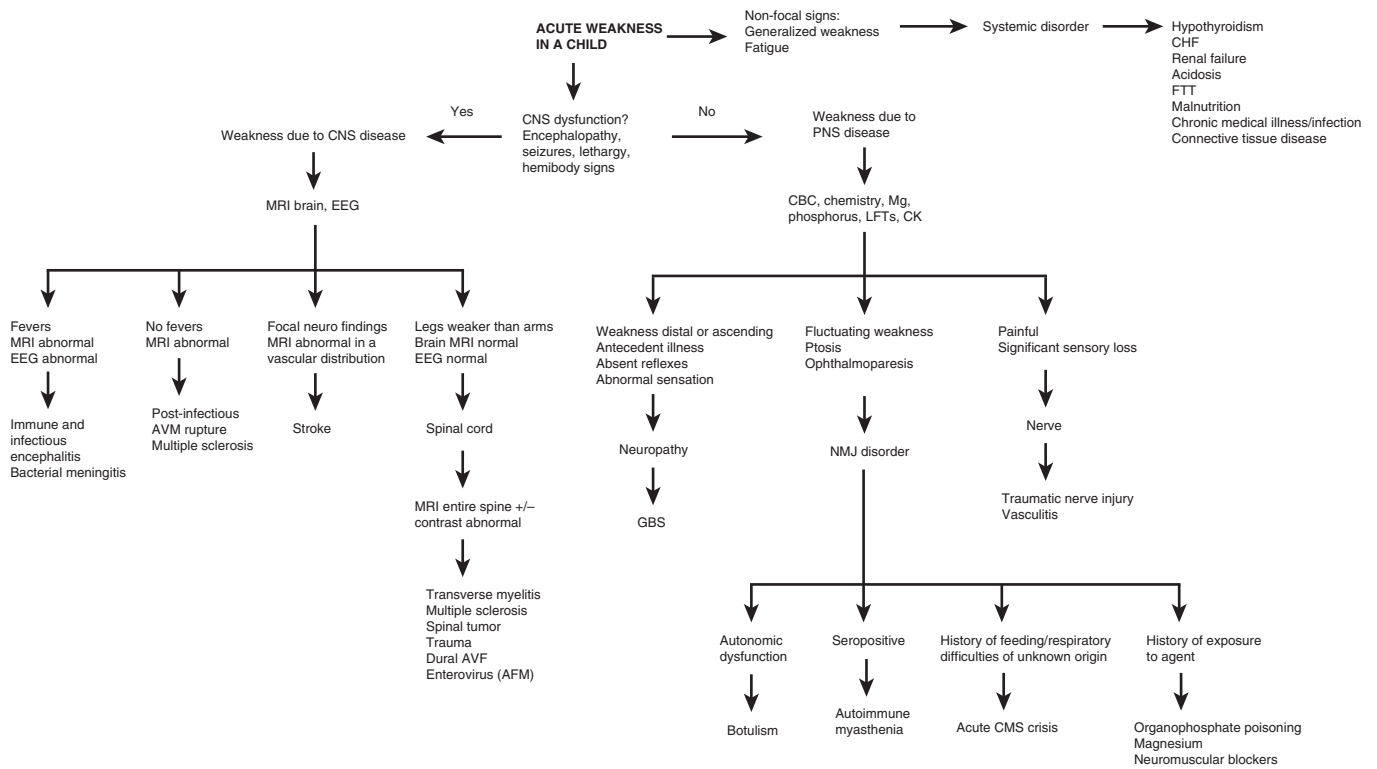 ACUTE WEAKNESS
IN A CHILD
Non-focal signs:
Generalized weakness
Fatigue
Systemic disorder
Hypothyroidism
CHF
Renal failure
Acidosis
FTT
Malnutrition
Chronic medical illness/infection
Connective tissue disease
CNS dysfunction?
Encephalopathy,
seizures, lethargy,
hemibody signs
Yes
Weakness due to CNS disease
No
Weakness due to
PNS disease
MRI brain, EEG
CBC, chemistry, Mg,
phosphorus, LFTs, CK
Fevers
MRI abnormal
EEG abnormal
Immune and
infectious
encephalitis
Bacterial meningitis
No fevers
MRI abnormal
Post-infectious
AVM rupture
Multiple sclerosis
Focal neuro findings
MRI abnormal in a
vascular distribution
Stroke
Legs weaker than arms
Brain MRI normal
EEG normal
Spinal cord
MRI entire spine +/–
contrast abnormal
Transverse myelitis
Multiple sclerosis
Spinal tumor
Trauma
Dural AVF
Enterovirus (AFM)
Weakness distal or ascending
Antecedent illness
Absent reflexes
Abnormal sensation
Neuropathy
GBS
Fluctuating weakness
Ptosis
Ophthalmoparesis
NMJ disorder
Painful
Significant sensory loss
Nerve
Traumatic nerve injury
Vasculitis
Autonomic
dysfunction
Botulism
Seropositive
Autoimmune
myasthenia
History of feeding/respiratory
difficulties of unknown origin
Acute CMS crisis
History of exposure
to agent
Organophosphate poisoning
Magnesium
Neuromuscular blockers